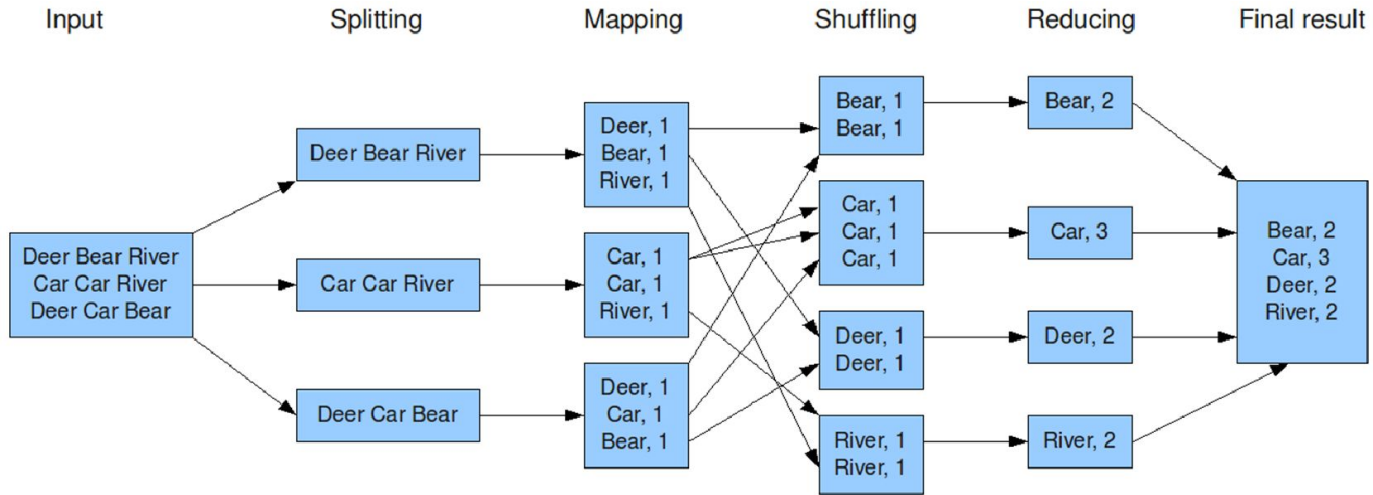 Input
Splitting
Mapping
Shuffling
Reducing
Final result
Deer Bear River
Car Car River
Deer Car Bear
Deer Bear River
Car Car River
Deer Car Bear
Deer, 1
Bear, 1
River, 1
Car, 1
Car, 1
River, 1
Deer, 1
Car, 1
Bear, 1
Bear, 1
Bear, 1
Car, 1
Car, 1
Car, 1
Deer, 1
Deer, 1
River, 1
River, 1
Bear, 2
Car, 3
Deer, 2
River, 2
Bear, 2
Car, 3
Deer, 2
River, 2